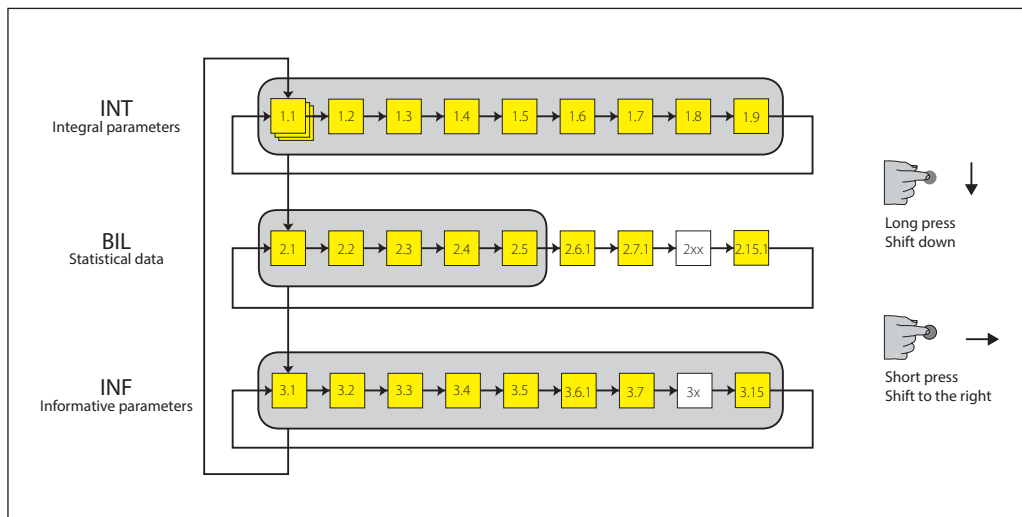 INT
Integral parameters
1.1 1.2 1.3 1.4 1.5 1.6 1.7 1.8 1.9
Long press
Shift down
BIL
Statistical data
2.1 2.2 2.3 2.4 2.5 2.6.1 2.7.1 2xx 2.15.1
INF
Informative parameters
3.1 3.2 3.3 3.4 3.5 3.6.1 3.7 3x 3.15
Short press
Shift to the right